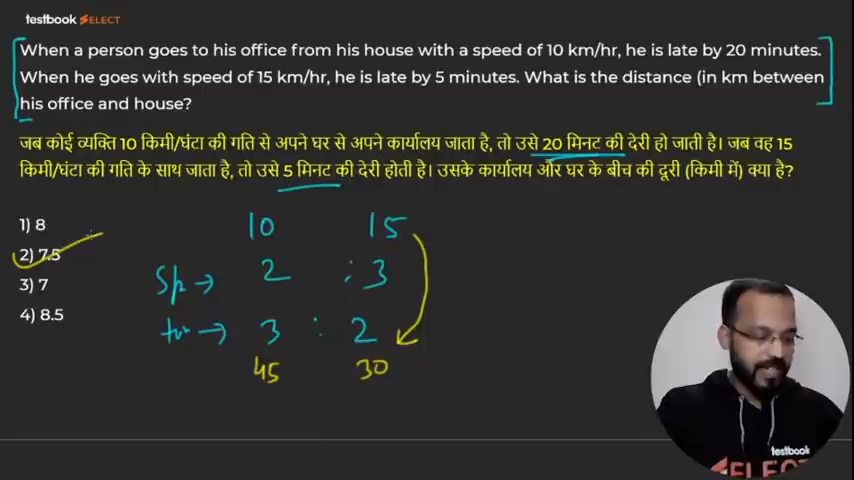 testbook SELECT
When a person goes to his office from his house with a speed of 10 km/hr, he is late by 20 minutes.
When he goes with speed of 15 km/hr, he is late by 5 minutes. What is the distance (in km between
his office and house?
जब कोई व्यक्ति 10 किमी/घंटा की गति से अपने घर से अपने कार्यालय जाता है, तो उसे 20 मिनट की देरी हो जाती है। जब वह 15
किमी/घंटा की गति के साथ जाता है, तो उसे 5 मिनट की देरी होती है। उसके कार्यालय और घर के बीच की दूरी (किमी में) क्या है?
1) 8
2) 7.5
3) 7
4) 8.5
10 15
Sp → 2 : 3
→ 3 : 2
45 30
testbook
SELECT